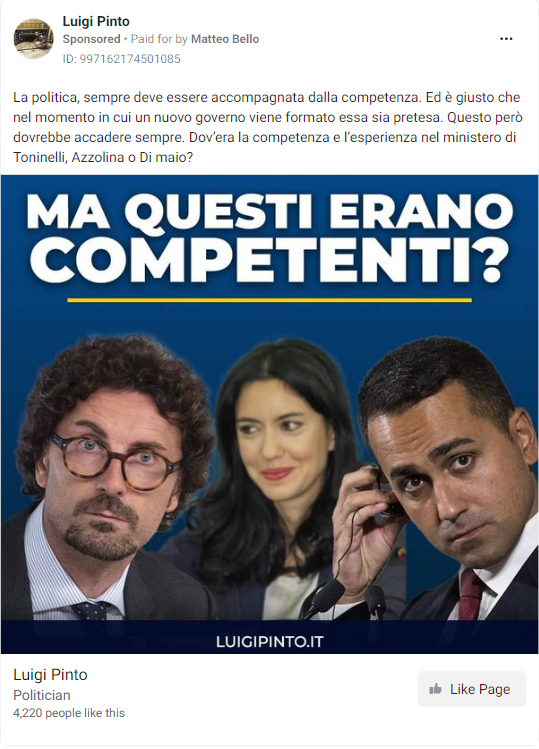 Luigi Pinto
Sponsored • Paid for by Matteo Bello
ID: 997162174501085
La politica, sempre deve essere accompagnata dalla competenza. Ed è giusto che
nel momento in cui un nuovo governo viene formato essa sia pretesa. Questo però
dovrebbe accadere sempre. Dov’era la competenza e l’esperienza nel ministero di
Toninelli, Azzolina o Di maio?
MA QUESTI ERANO
COMPETENTI?
LUIGIPINTO.IT
Luigi Pinto
Politician
4,220 people like this
Like Page